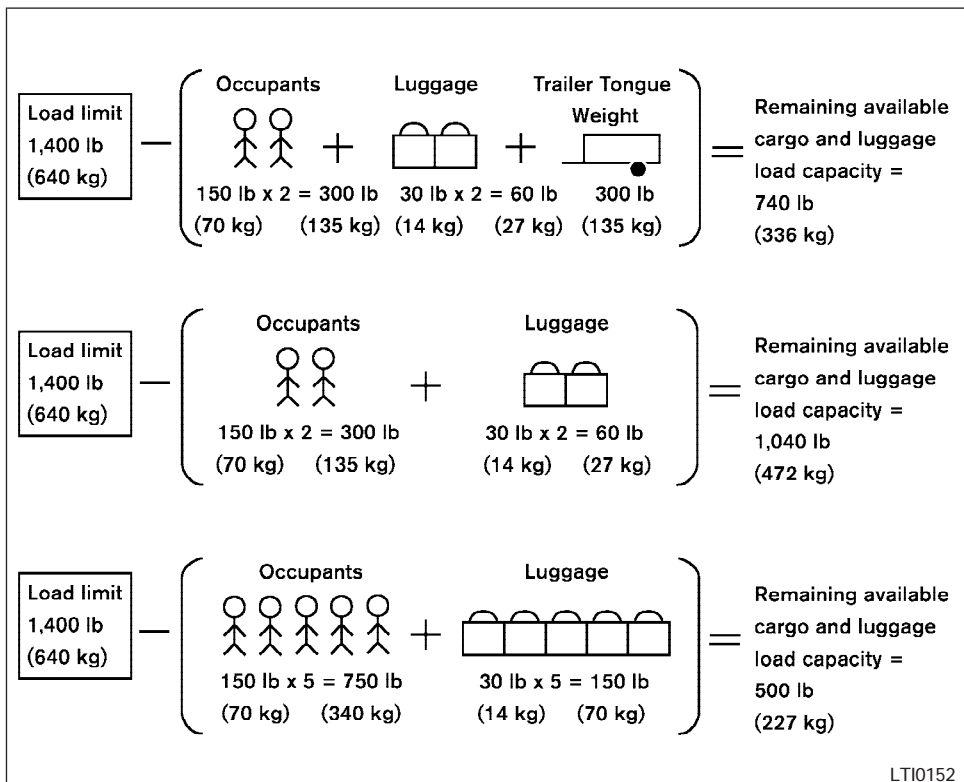 Occupants Luggage Trailer Tongue Weight
Load limit
1,400 lb
(640 kg)
150 lb x 2 = 300 lb 30 lb x 2 = 60 lb 300 lb
(70 kg) (135 kg) (14 kg) (27 kg) (135 kg)
Remaining available
cargo and luggage
load capacity =
740 lb
(336 kg)
Occupants Luggage
Load limit
1,400 lb
(640 kg)
150 lb x 2 = 300 lb 30 lb x 2 = 60 lb
(70 kg) (135 kg) (14 kg) (27 kg)
Remaining available
cargo and luggage
load capacity =
1,040 lb
(472 kg)
Occupants Luggage
Load limit
1,400 lb
(640 kg)
150 lb x 5 = 750 lb 30 lb x 5 = 150 lb
(70 kg) (340 kg) (14 kg) (70 kg)
Remaining available
cargo and luggage
load capacity =
500 lb
(227 kg)
LTI0152